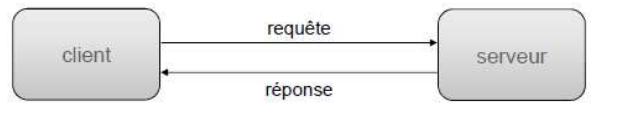 requête
client
serveur
réponse